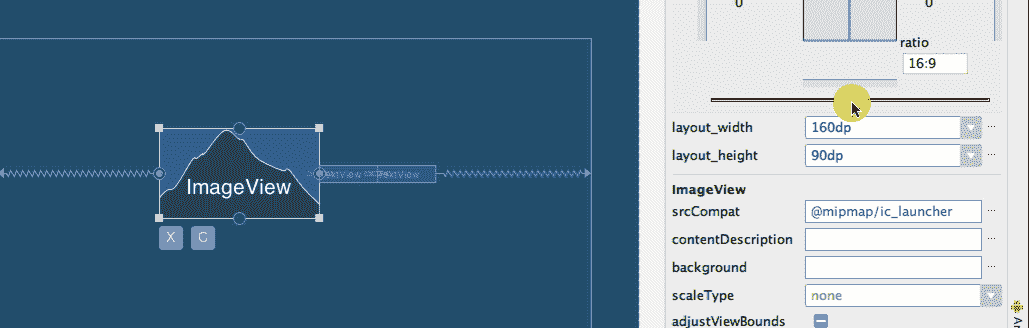 0 0
ratio
16:9
layout_width 160dp ...
layout_height 90dp ...
ImageView
srcCompat @mipmap/ic_launcher ...
contentDescription ...
background ...
scaleType none ...
adjustViewBounds
ImageView
TextView
X C